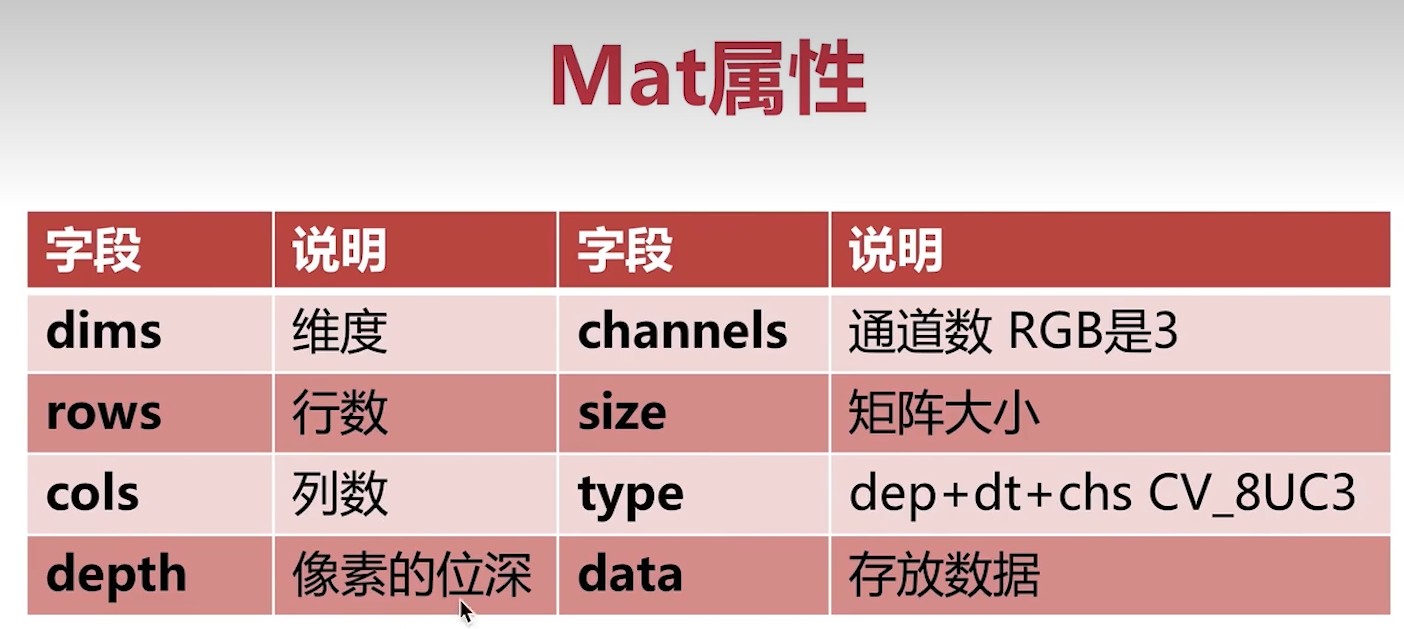 Mat属性
字段 说明 字段 说明
dims 维度 channels 通道数 RGB是3
rows 行数 size 矩阵大小
cols 列数 type dep+dt+chs CV_8UC3
depth 像素的位深 data 存放数据